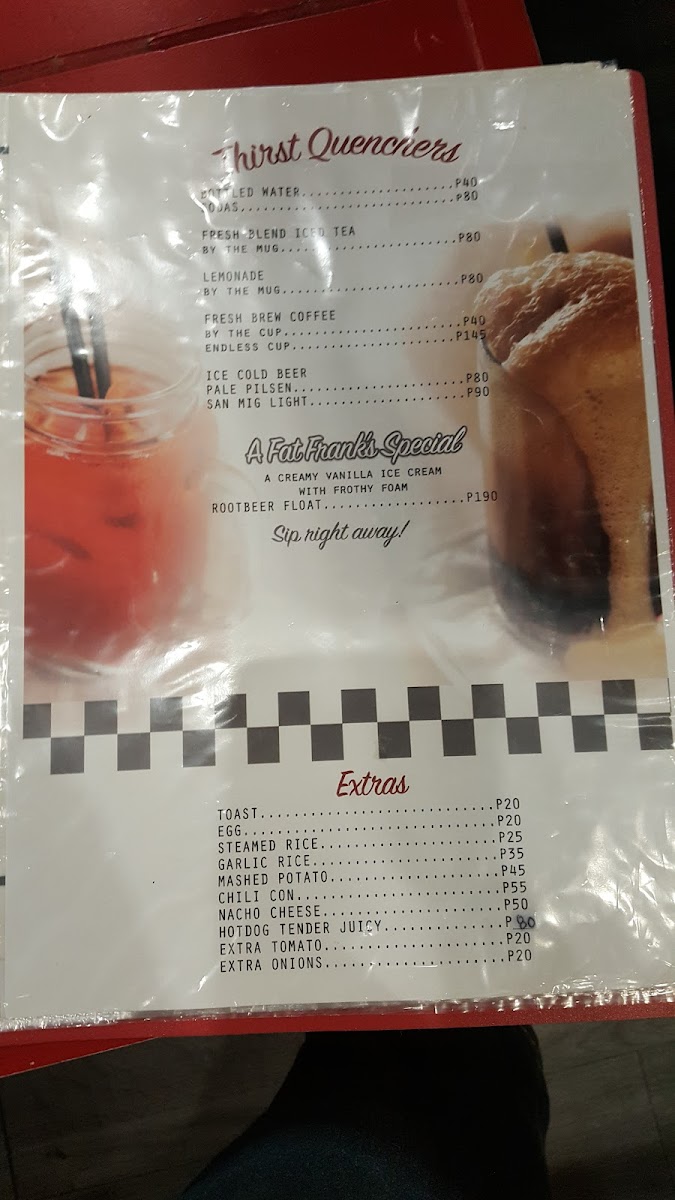 Thirst Quenchers
BOTTLED WATER....................P40
SODAS............................P80
FRESH BLEND ICED TEA
BY THE MUG.......................P80
LEMONADE
BY THE MUG.......................P80
FRESH BREW COFFEE
BY THE CUP.......................P40
ENDLESS CUP......................P145
ICE COLD BEER
PALE PILSEN......................P80
SAN MIG LIGHT....................P90
A Fat Frank's Special
A CREAMY VANILLA ICE CREAM
WITH FROTHY FOAM
ROOTBEER FLOAT..................P190
Sip right away!
Extras
TOAST............................P20
EGG..............................P20
STEAMED RICE.....................P25
GARLIC RICE......................P35
MASHED POTATO....................P45
CHILI CON........................P55
NACHO CHEESE.....................P50
HOTDOG TENDER JUICY..............P80
EXTRA TOMATO.....................P20
EXTRA ONIONS.....................P20